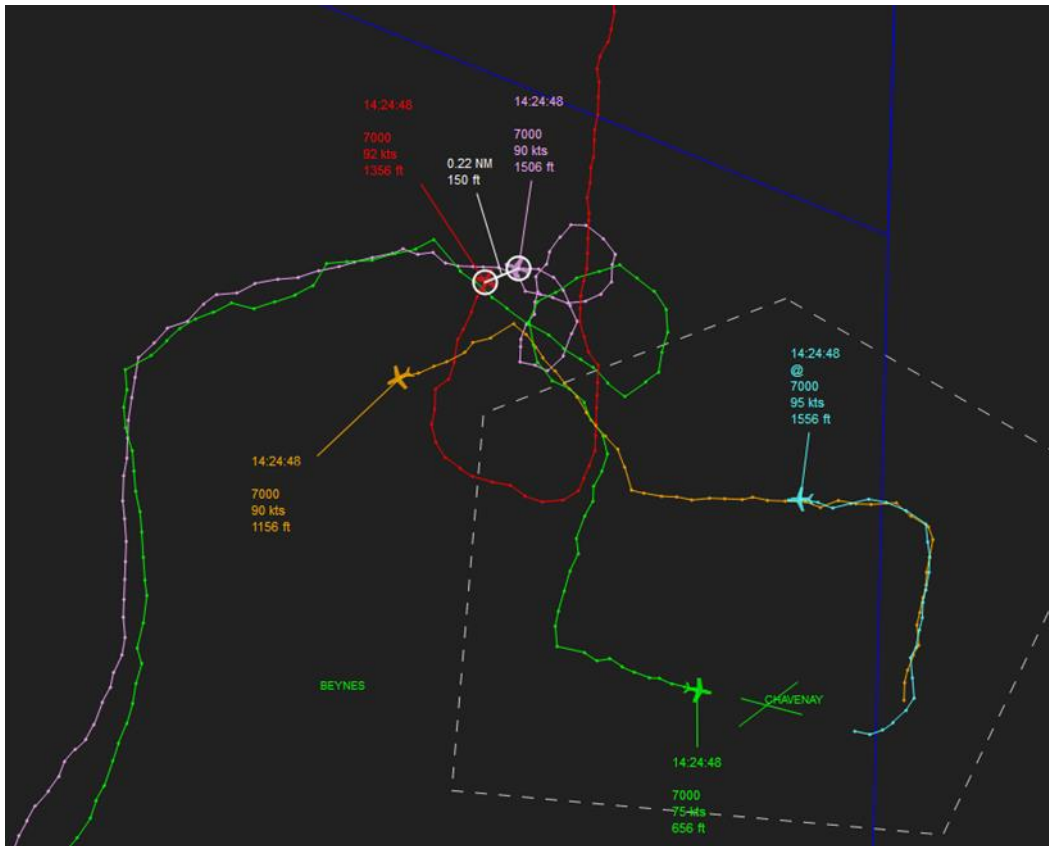 14:24:48
7000
92 kts
1356 ft
14:24:48
7000
90 kts
1506 ft
0.22 NM
150 ft
14:24:48
@
7000
95 kts
1556 ft
14:24:48
7000
90 kts
1156 ft
BEYNES
CHAVENAY
14:24:48
7000
75 kts
656 ft